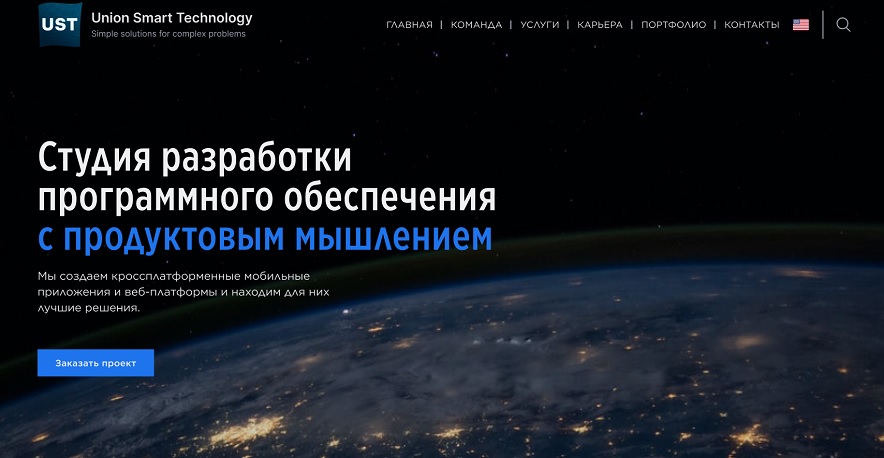 UST
Union Smart Technology
Simple solutions for complex problems
ГЛАВНАЯ | КОМАНДА | УСЛУГИ | КАРЬЕРА | ПОРТФОЛИО | КОНТАКТЫ
Студия разработки
программного обеспечения
с продуктовым мышлением
Мы создаем кроссплатформенные мобильные
приложения и веб-платформы и находим для них
лучшие решения.
Заказать проект